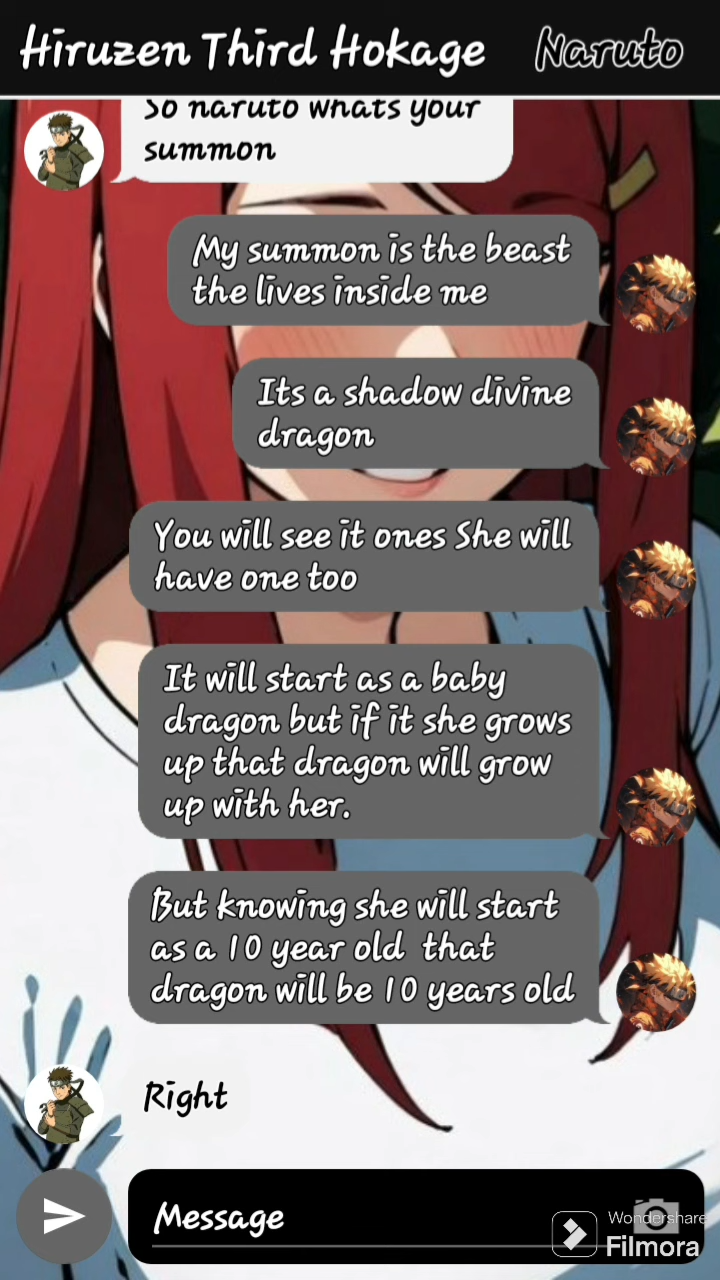 Hiruzen Third Hokage Naruto
So naruto whats your
summon
My summon is the beast
the lives inside me
Its a shadow divine
dragon
You will see it ones She will
have one too
It will start as a baby
dragon but if it she grows
up that dragon will grow
up with her.
But knowing she will start
as a 10 year old that
dragon will be 10 years old
Right
Message
Wondershare
Filmora